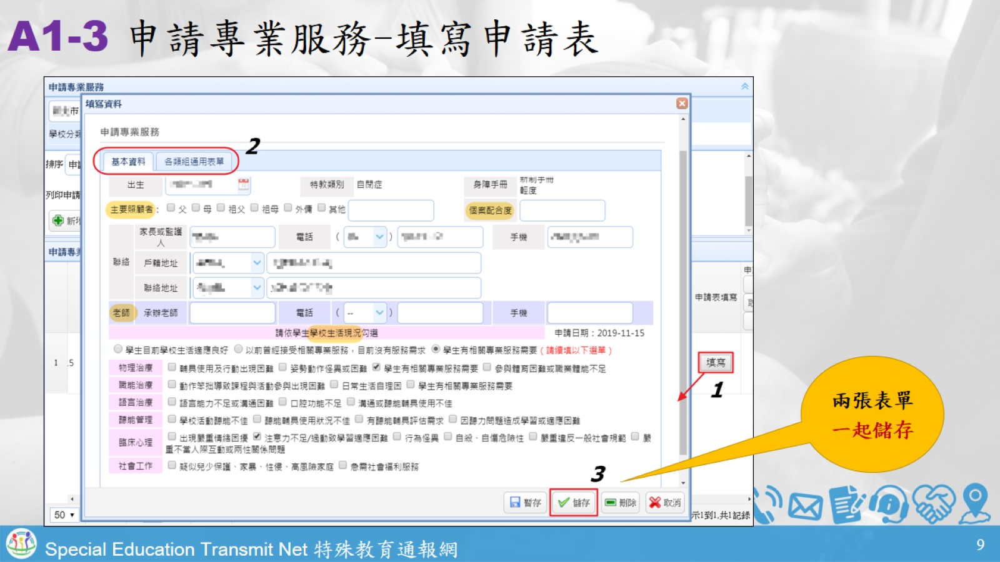 A1-3 申請專業服務-填寫申請表
申請專業服務
市
填寫資料
學校分類
申請專業服務
2
基本資料 各類組通用表單
排序 申請
出生 特教類別 自閉症 身障手冊 新制手冊
輕度
列印申請
主要照顧者： 父 母 祖父 祖母 外傭 其他 個案配合度
新增
家長或監護人 電話 ( ) 手機
申請專業
聯絡 戶籍地址
聯絡地址
申請表填寫
老師 承辦老師 電話 ( -- ) 手機
請依學生學校生活現況勾選 申請日期：2019-11-15
學生目前學校生活適應良好 以前曾經接受相關專業服務，目前沒有服務需求 學生有相關專業服務需要（請續填以下選單）
1 .5 填寫
物理治療 輔具使用及行動出現困難 姿勢動作怪異或困難 學生有相關專業服務需要 參與體育困難或職業體能不足
職能治療 動作笨拙導致課程與活動參與出現困難 日常生活自理困 學生有相關專業服務需要
1
語言治療 語言能力不足或溝通困難 口腔功能不足 溝通或聽能輔具使用不佳
聽能管理 學校活動聽能不佳 聽能輔具使用狀況不佳 有聽能輔具評估需求 因聽力問題造成學習或適應困難
臨床心理 出現嚴重情緒困擾 注意力不足/過動致學習適應困難 行為怪異 自殺、自傷危險性 嚴重違反一般社會規範 嚴
重不當人際互動或兩性關係問題
社會工作 疑似兒少保護、家暴、性侵、高風險家庭 急需社會福利服務
兩張表單
一起儲存
3
暫存 儲存 刪除 取消
50 示1到1,共1記錄
Special Education Transmit Net 特殊教育通報網
9